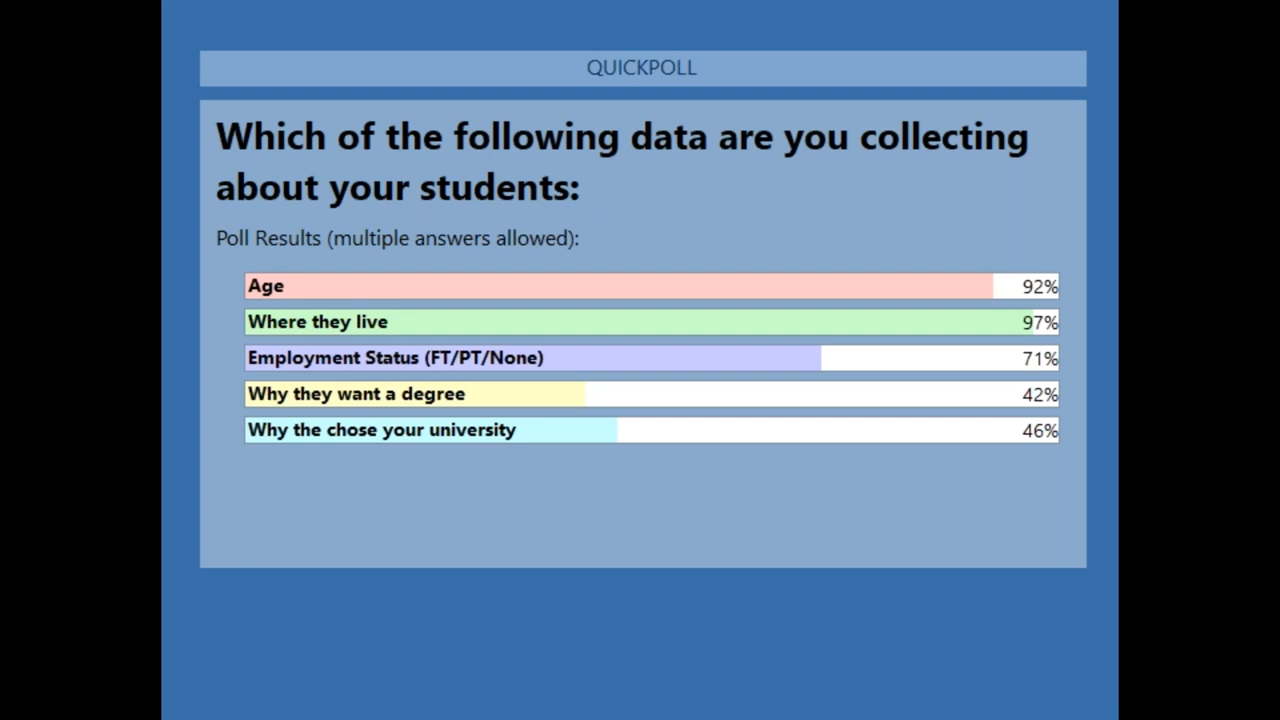 QUICKPOLL
Which of the following data are you collecting
about your students:
Poll Results (multiple answers allowed):
Age 92%
Where they live 97%
Employment Status (FT/PT/None) 71%
Why they want a degree 42%
Why the chose your university 46%